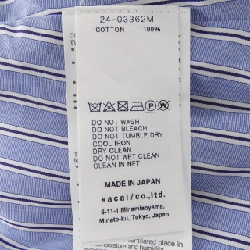 24-03362M
COTTON 100%
DO NOT WASH
DO NOT BLEACH
DO NOT TUMBLE DRY
COOL IRON
DRY CLEAN
DO NOT WET CLEAN
CLEAN IN NET
MADE IN JAPAN
sacai co.,ltd.
Minamiaoyama,
Minato-ku, Tokyo, Japan